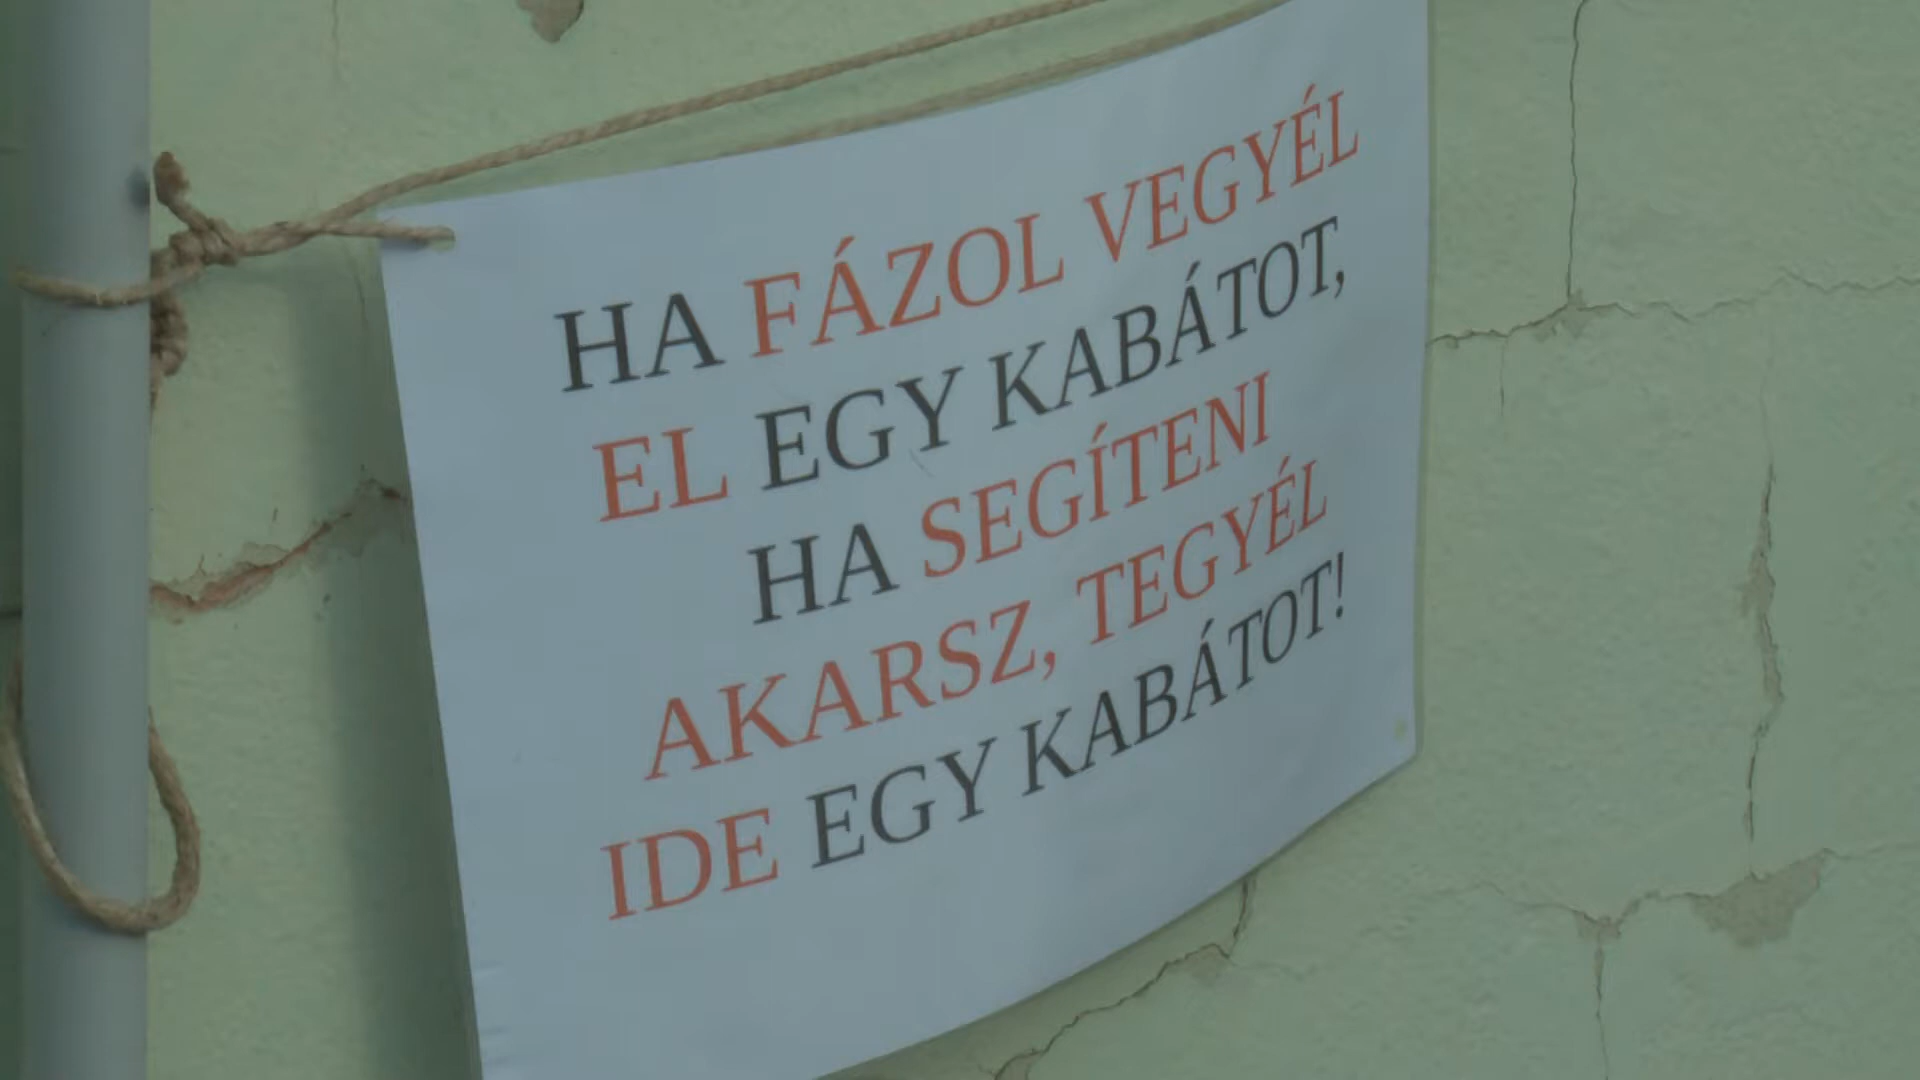 HA FÁZOL VEGYÉL
EL EGY KABÁTOT,
HA SEGÍTENI
AKARSZ, TEGYÉL
IDE EGY KABÁTOT!